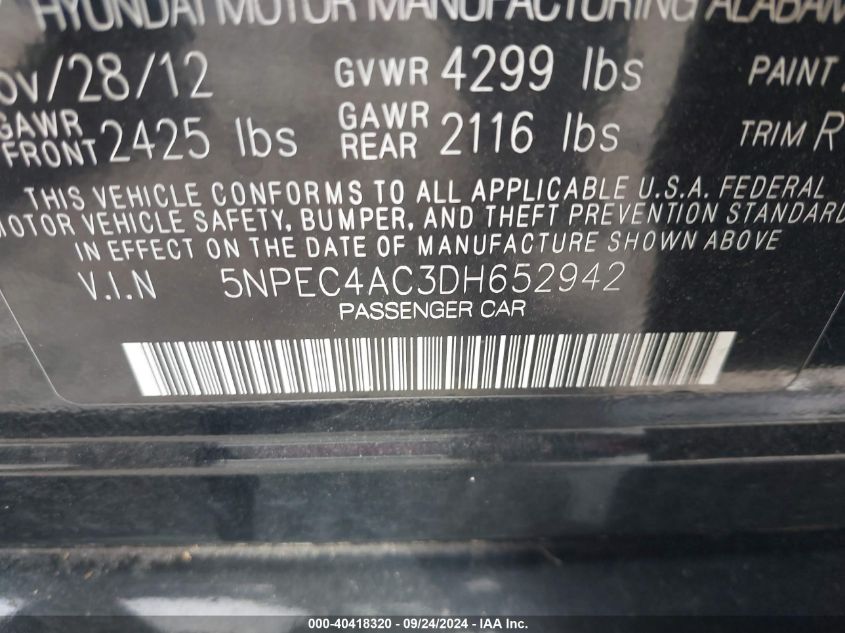 HYUNDAI MOTOR MANUFACTURING ALABAM
ov/28/12 GVWR 4299 lbs PAINT
GAWR FRONT 2425 lbs GAWR REAR 2116 lbs TRIM R
THIS VEHICLE CONFORMS TO ALL APPLICABLE U.S.A. FEDERAL
MOTOR VEHICLE SAFETY, BUMPER, AND THEFT PREVENTION STANDARD
IN EFFECT ON THE DATE OF MANUFACTURE SHOWN ABOVE
V.I.N 5NPEC4AC3DH652942
PASSENGER CAR
000-40418320 - 09/24/2024 - IAA Inc.